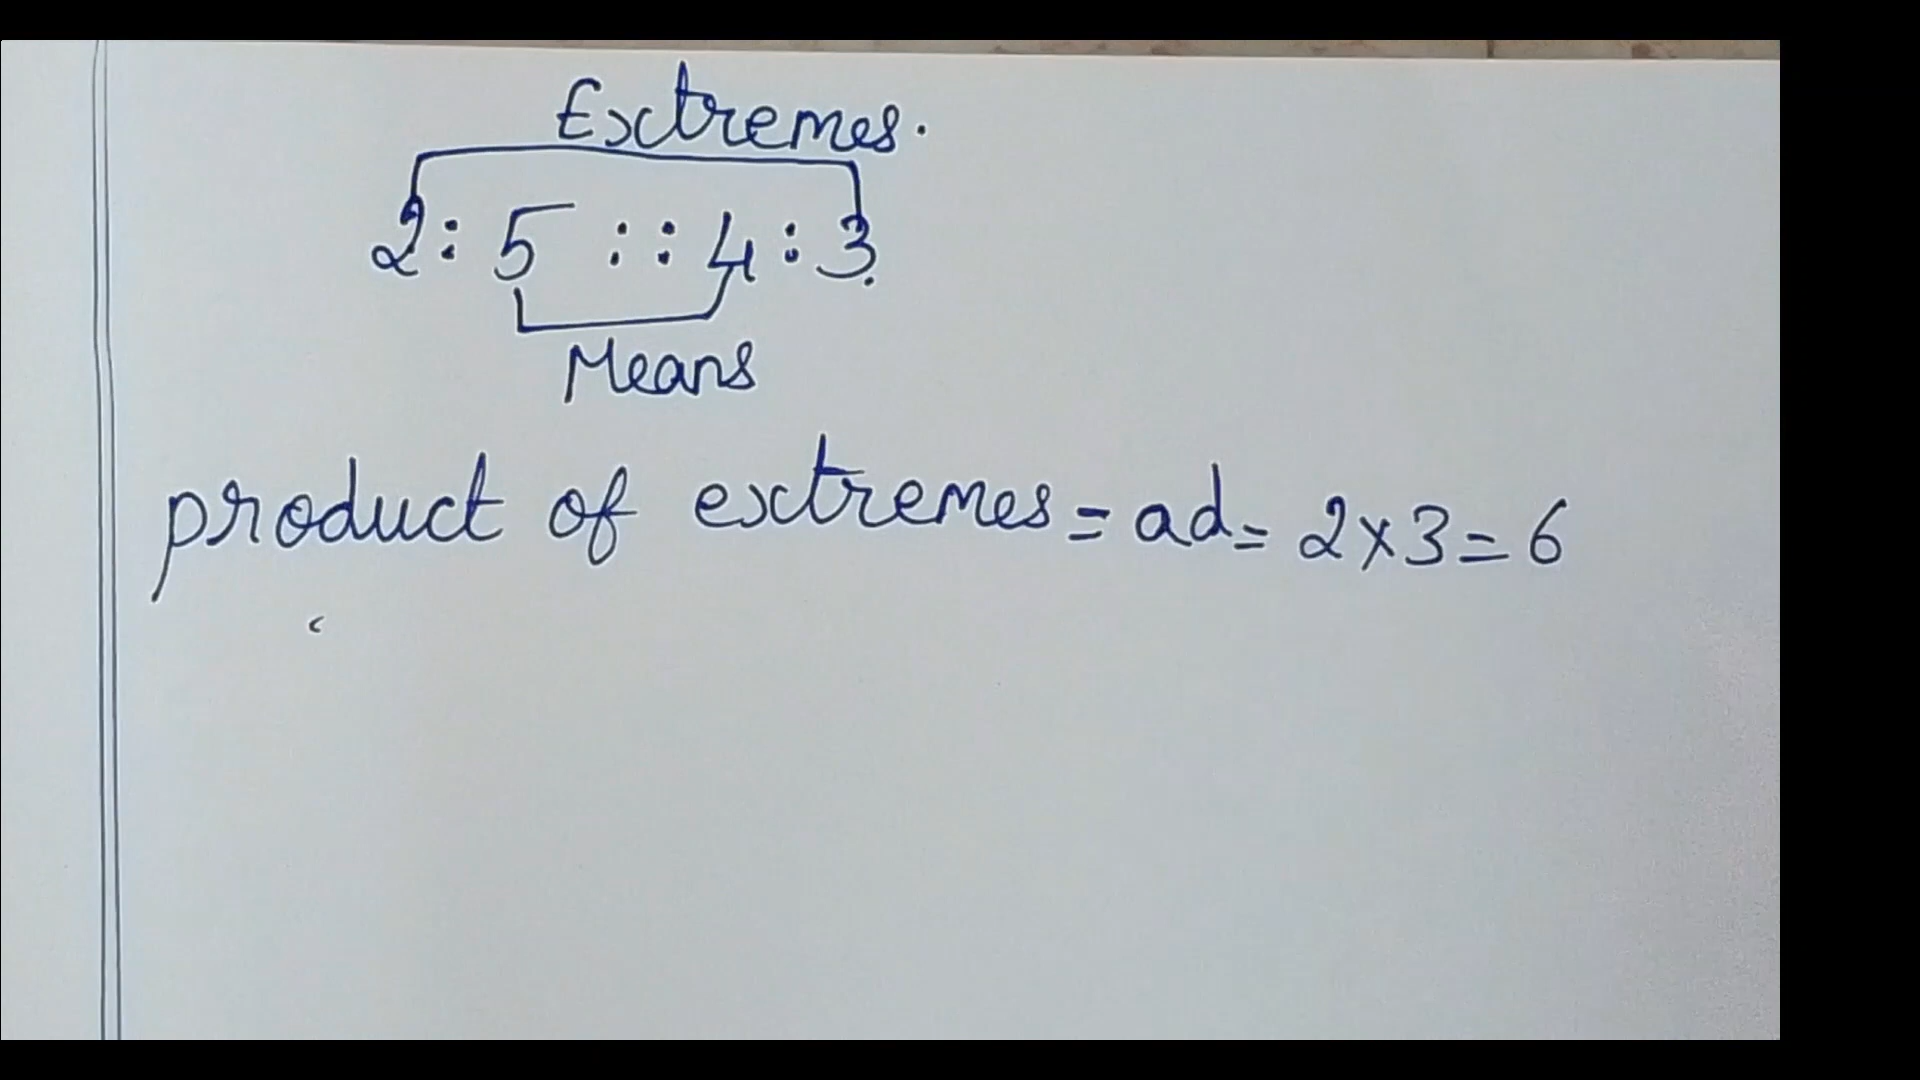 Extremes.
2 : 5 :: 4 : 3.
Means
product of extremes = ad = 2 × 3 = 6